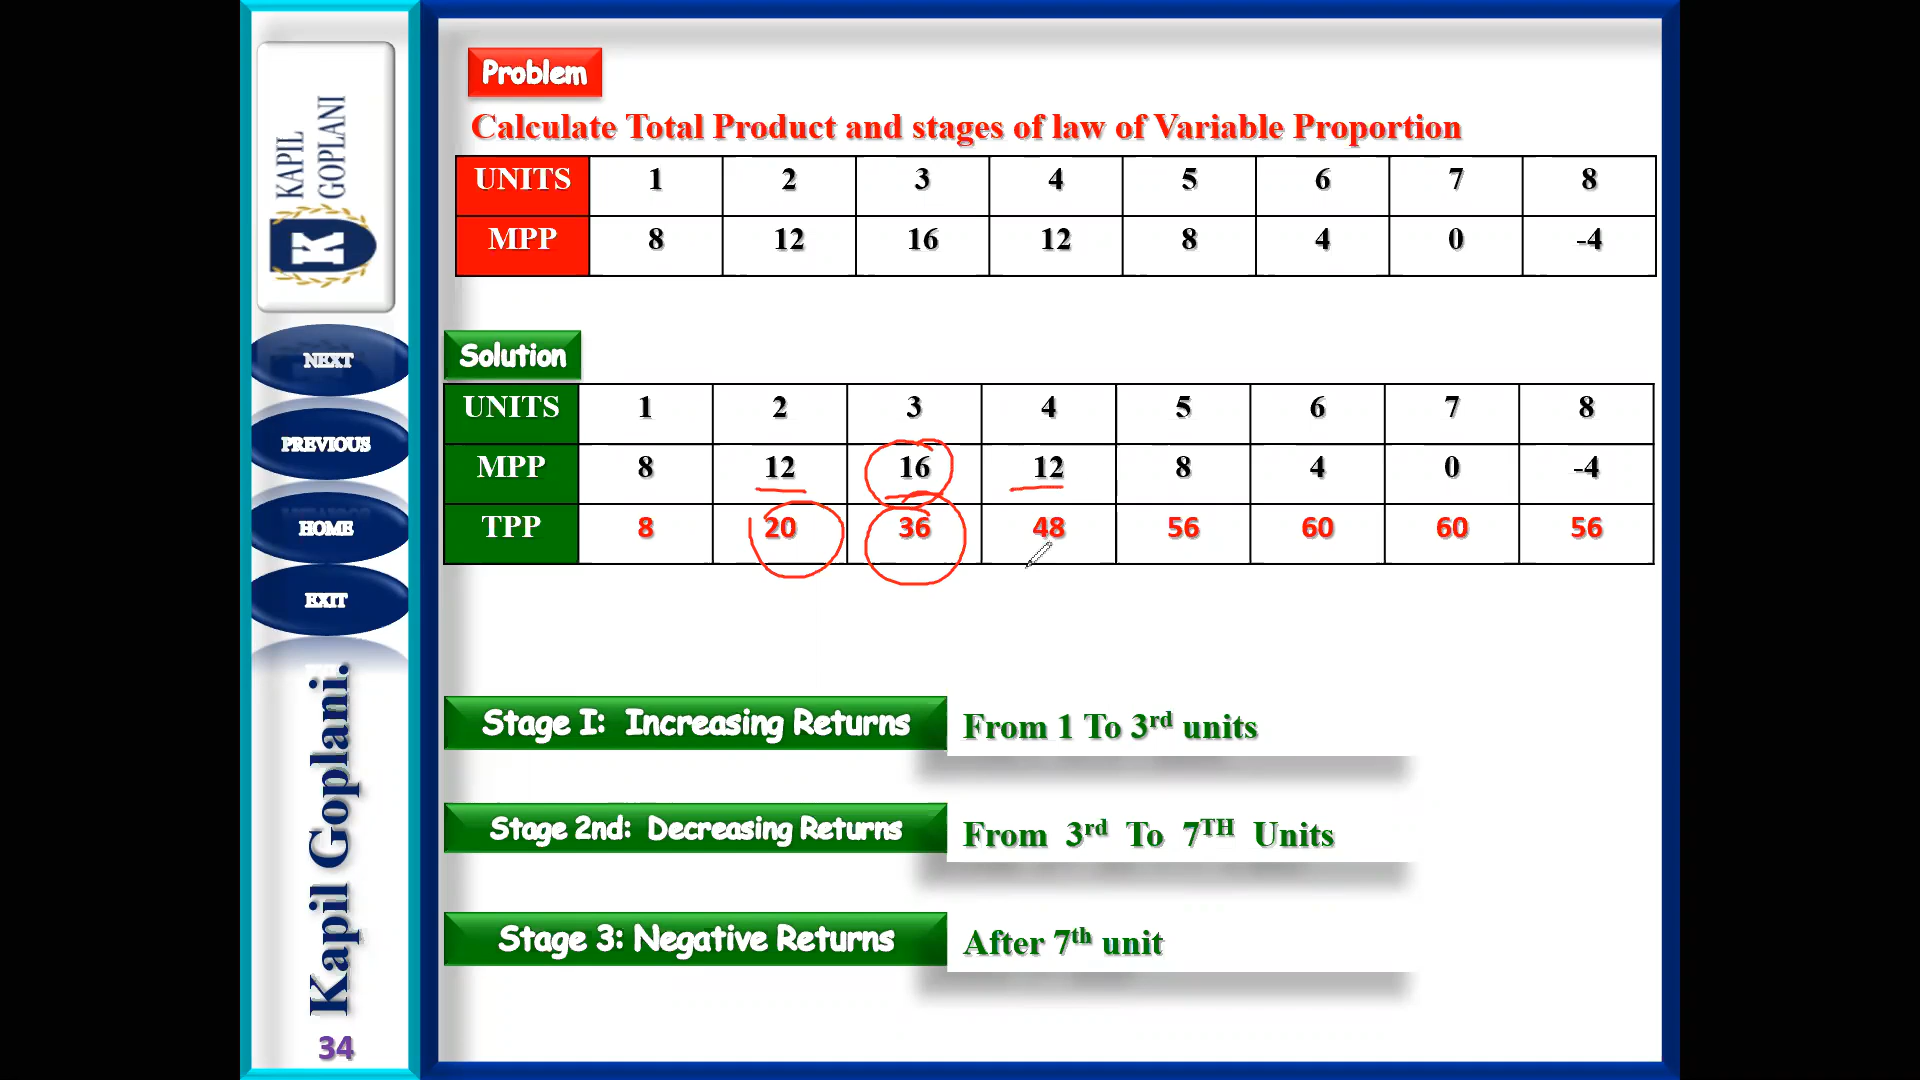 KAPIL
GOPLANI
K
NEXT
PREVIOUS
HOME
EXIT
Kapil Goplani.
34
Problem
Calculate Total Product and stages of law of Variable Proportion
UNITS 1 2 3 4 5 6 7 8
MPP 8 12 16 12 8 4 0 -4
Solution
UNITS 1 2 3 4 5 6 7 8
MPP 8 12 16 12 8 4 0 -4
TPP 8 20 36 48 56 60 60 56
Stage I: Increasing Returns From 1 To 3rd units
Stage 2nd: Decreasing Returns From 3rd To 7TH Units
Stage 3: Negative Returns After 7th unit